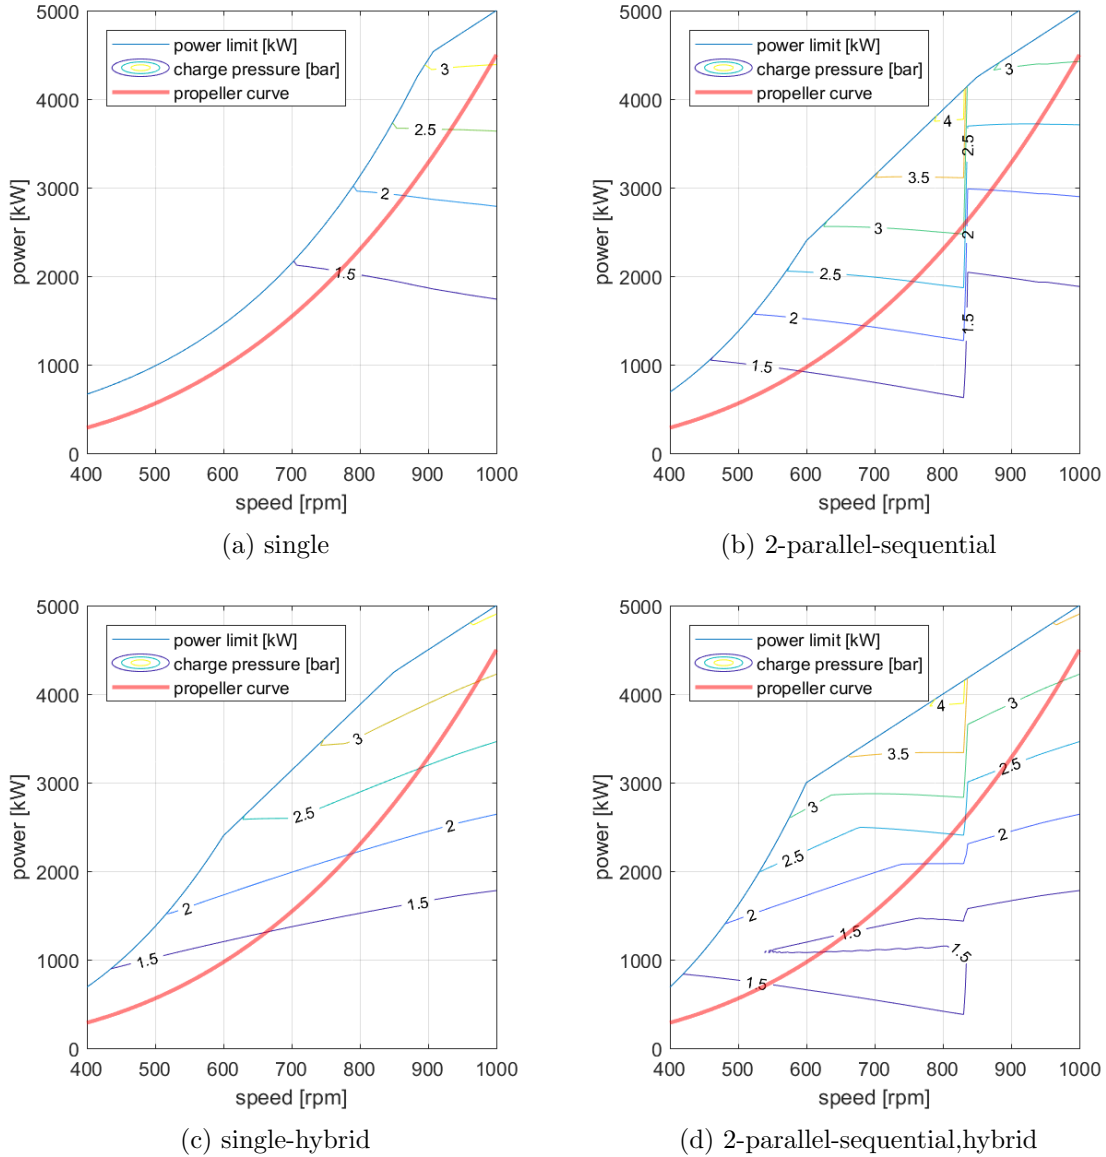 5000
4000
3000
2000
1000
0
power [kW]
power limit [kW]
charge pressure [bar]
propeller curve
3
2.5
2
1.5
400 500 600 700 800 900 1000
speed [rpm]
(a) single
5000
4000
3000
2000
1000
0
power [kW]
power limit [kW]
charge pressure [bar]
propeller curve
3
4
2.5
3.5
3
2
2.5
2
1.5
1.5
400 500 600 700 800 900 1000
speed [rpm]
(b) 2-parallel-sequential
5000
4000
3000
2000
1000
0
power [kW]
power limit [kW]
charge pressure [bar]
propeller curve
3
2.5
2
2
1.5
1.5
400 500 600 700 800 900 1000
speed [rpm]
(c) single-hybrid
5000
4000
3000
2000
1000
0
power [kW]
power limit [kW]
charge pressure [bar]
propeller curve
4
3
3.5
2.5
3
2
2.5
2
1.5
1.5
1.5
400 500 600 700 800 900 1000
speed [rpm]
(d) 2-parallel-sequential,hybrid